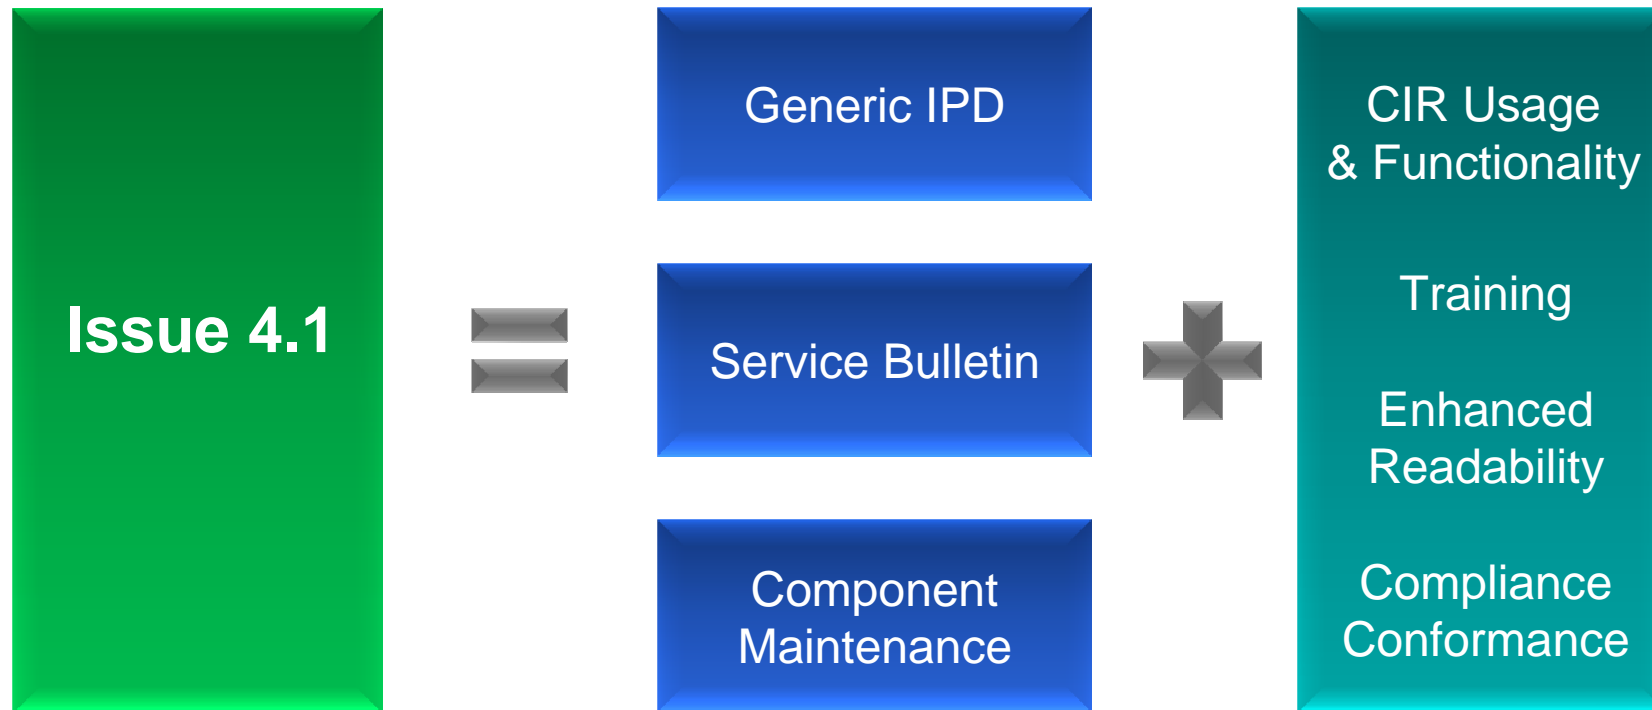 Issue 4.1
Generic IPD
Service Bulletin
Component
Maintenance
CIR Usage
& Functionality
Training
Enhanced
Readability
Compliance
Conformance